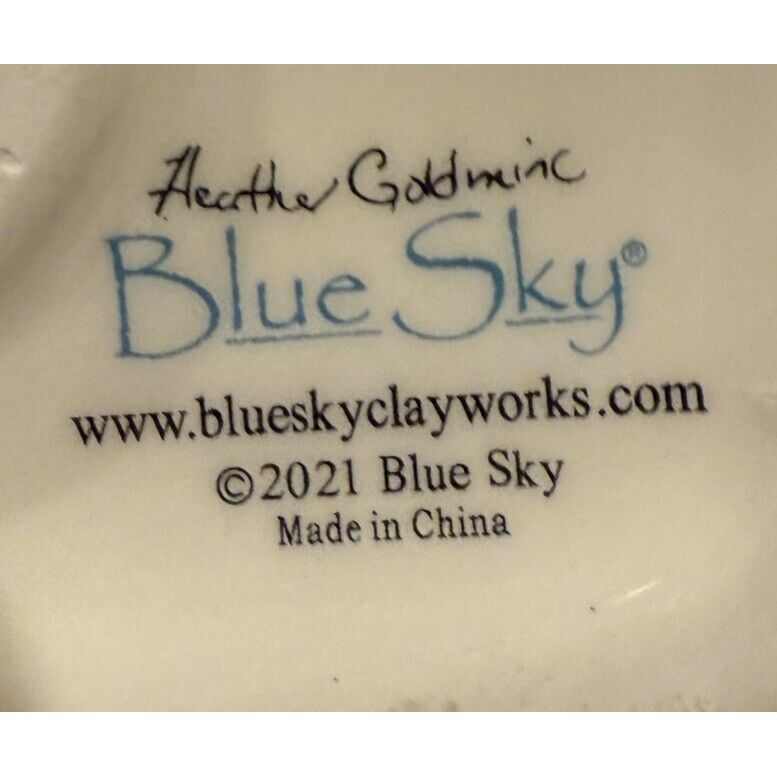 Heather Goldminc
Blue Sky®
www.blueskyclayworks.com
©2021 Blue Sky
Made in China